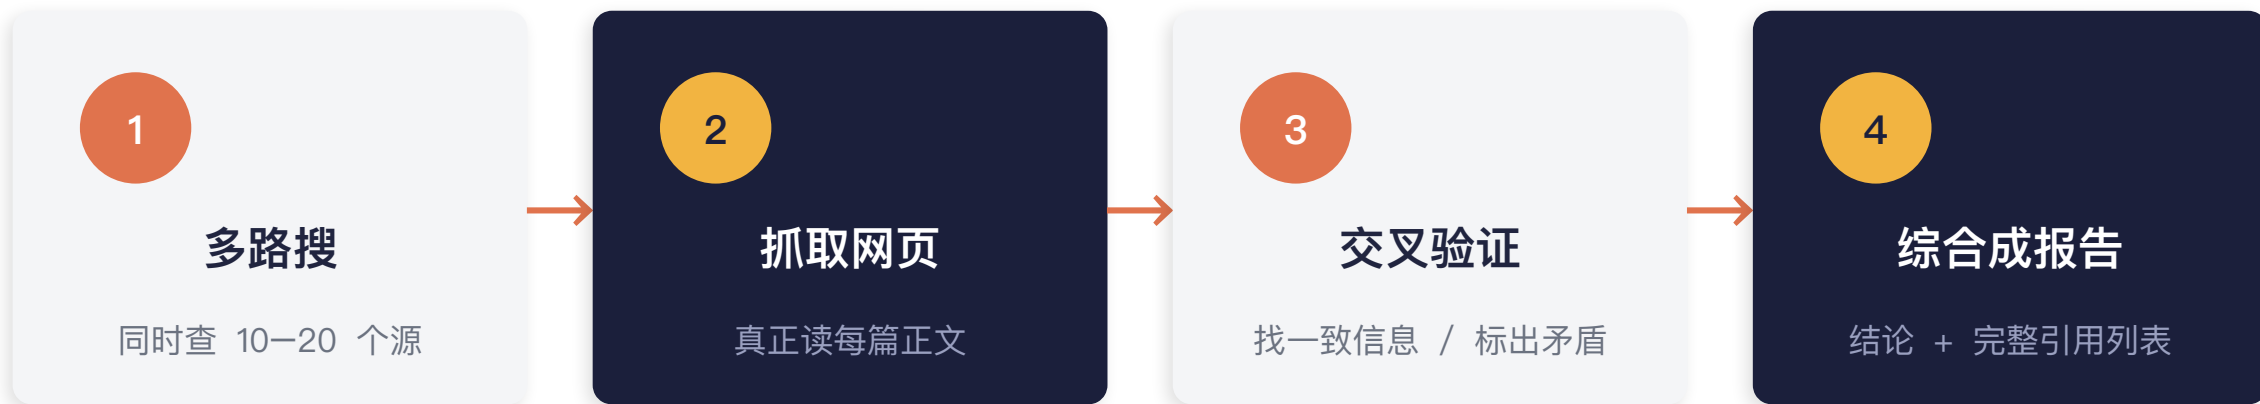 1
多路搜
同时查 10—20 个源
2
抓取网页
真正读每篇正文
3
交叉验证
找一致信息 / 标出矛盾
4
综合成报告
结论 + 完整引用列表